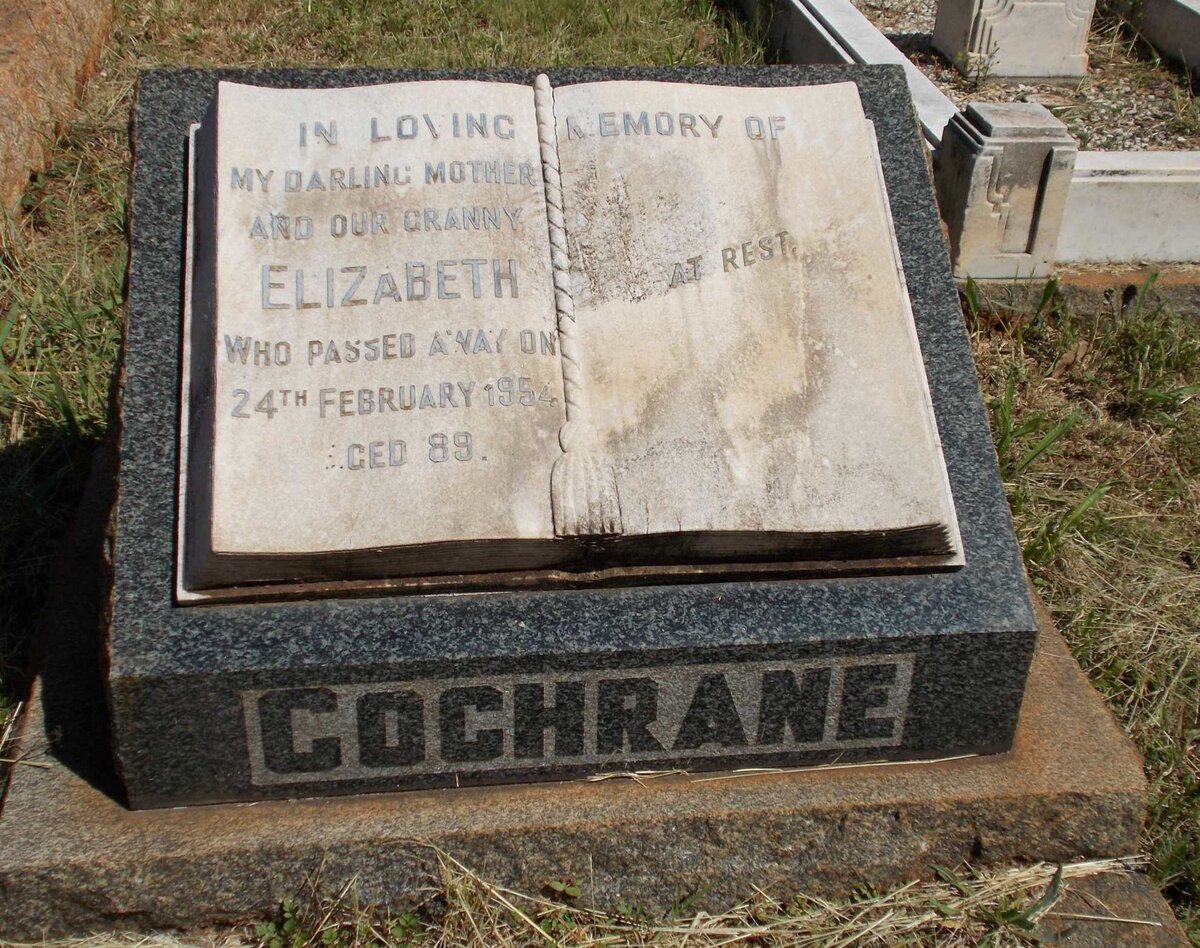 IN LOVING MEMORY OF
MY DARLING MOTHER
AND OUR GRANNY
ELIZABETH
WHO PASSED AWAY ON
24TH FEBRUARY 1954
AGED 89.
AT REST.
COCHRANE